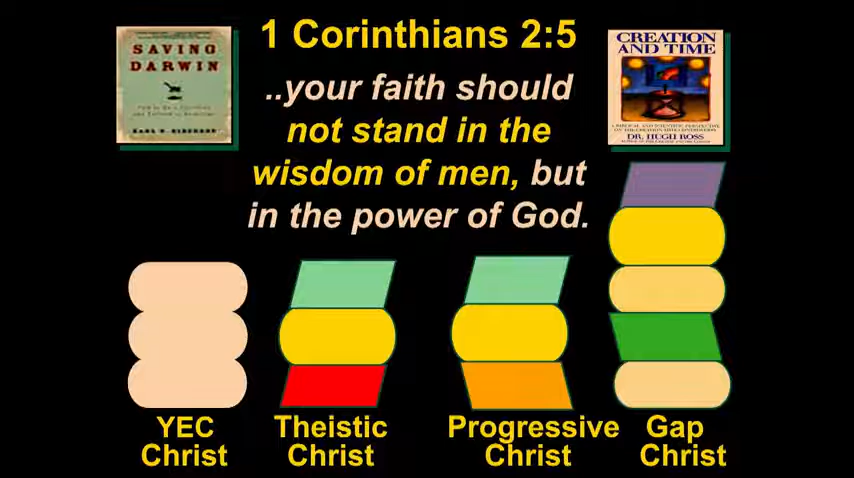 1 Corinthians 2:5
..your faith should
not stand in the
wisdom of men, but
in the power of God.
SAVING
DARWIN
KARL W. GIBERSON
CREATION
AND TIME
DR. HUGH ROSS
YEC
Christ
Theistic
Christ
Progressive
Christ
Gap
Christ